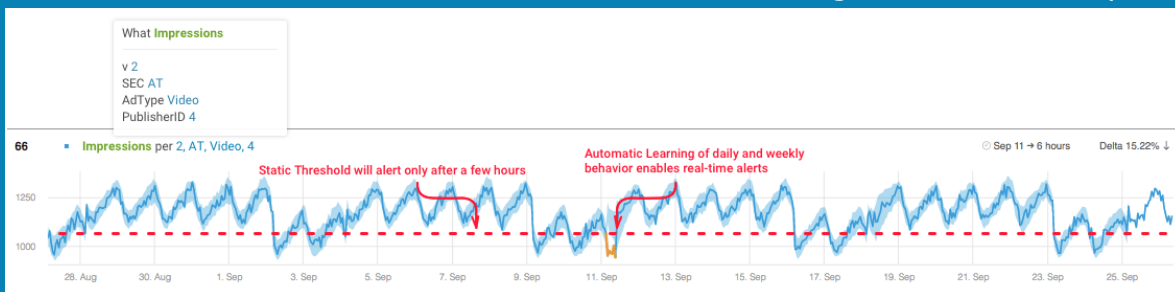 What Impressions
v 2
SEC AT
AdType Video
PublisherID 4
66 Impressions per 2, AT, Video, 4 Sep 11 → 6 hours Delta 15.22% ↓
Static Threshold will alert only after a few hours
Automatic Learning of daily and weekly
behavior enables real-time alerts
1250
1000
28. Aug 30. Aug 1. Sep 3. Sep 5. Sep 7. Sep 9. Sep 11. Sep 13. Sep 15. Sep 17. Sep 19. Sep 21. Sep 23. Sep 25. Sep